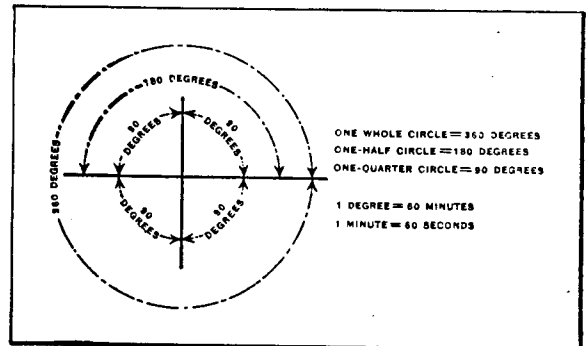 180 DEGREES
360 DEGREES
90
DEGREES
90
DEGREES
90
DEGREES
90
DEGREES
ONE WHOLE CIRCLE = 360 DEGREES
ONE-HALF CIRCLE = 180 DEGREES
ONE-QUARTER CIRCLE = 90 DEGREES
1 DEGREE = 60 MINUTES
1 MINUTE = 60 SECONDS